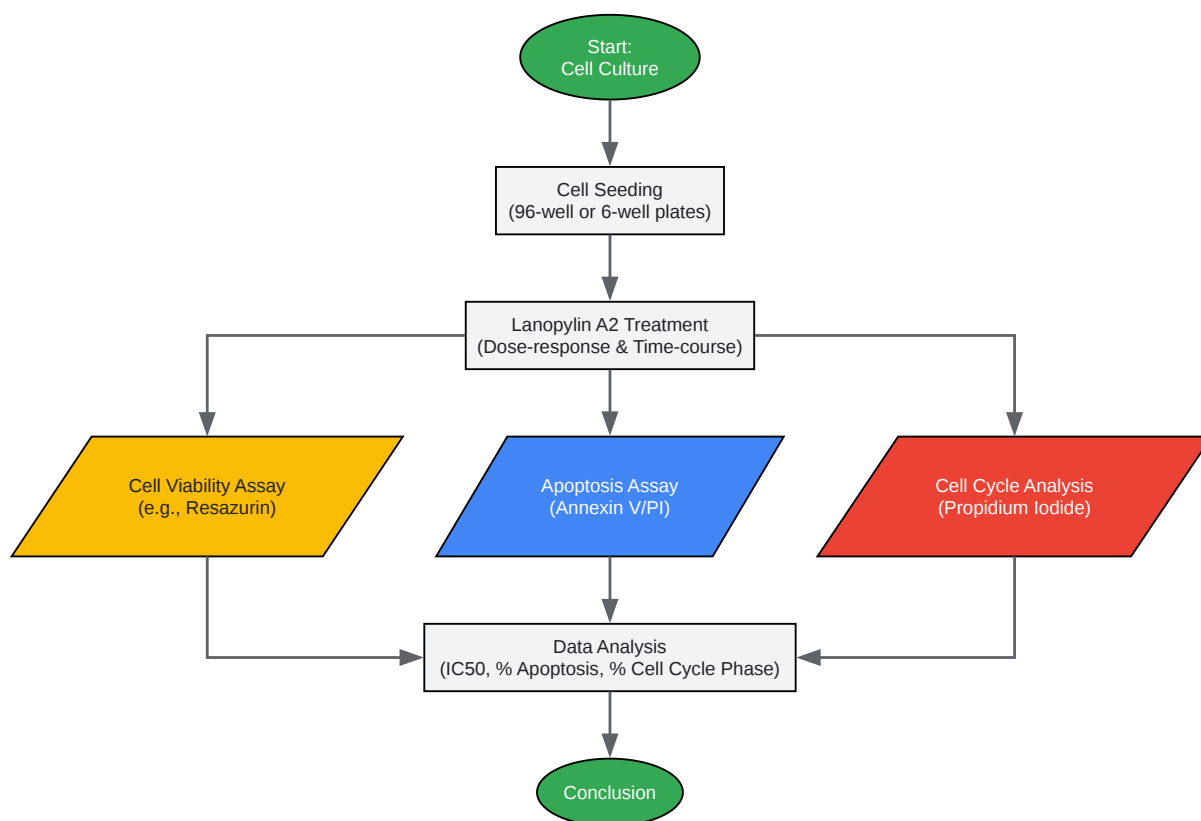 Start:
Cell Culture
Cell Seeding
(96-well or 6-well plates)
Lanopylin A2 Treatment
(Dose-response & Time-course)
Cell Viability Assay
(e.g., Resazurin)
Apoptosis Assay
(Annexin V/PI)
Cell Cycle Analysis
(Propidium Iodide)
Data Analysis
(IC50, % Apoptosis, % Cell Cycle Phase)
Conclusion